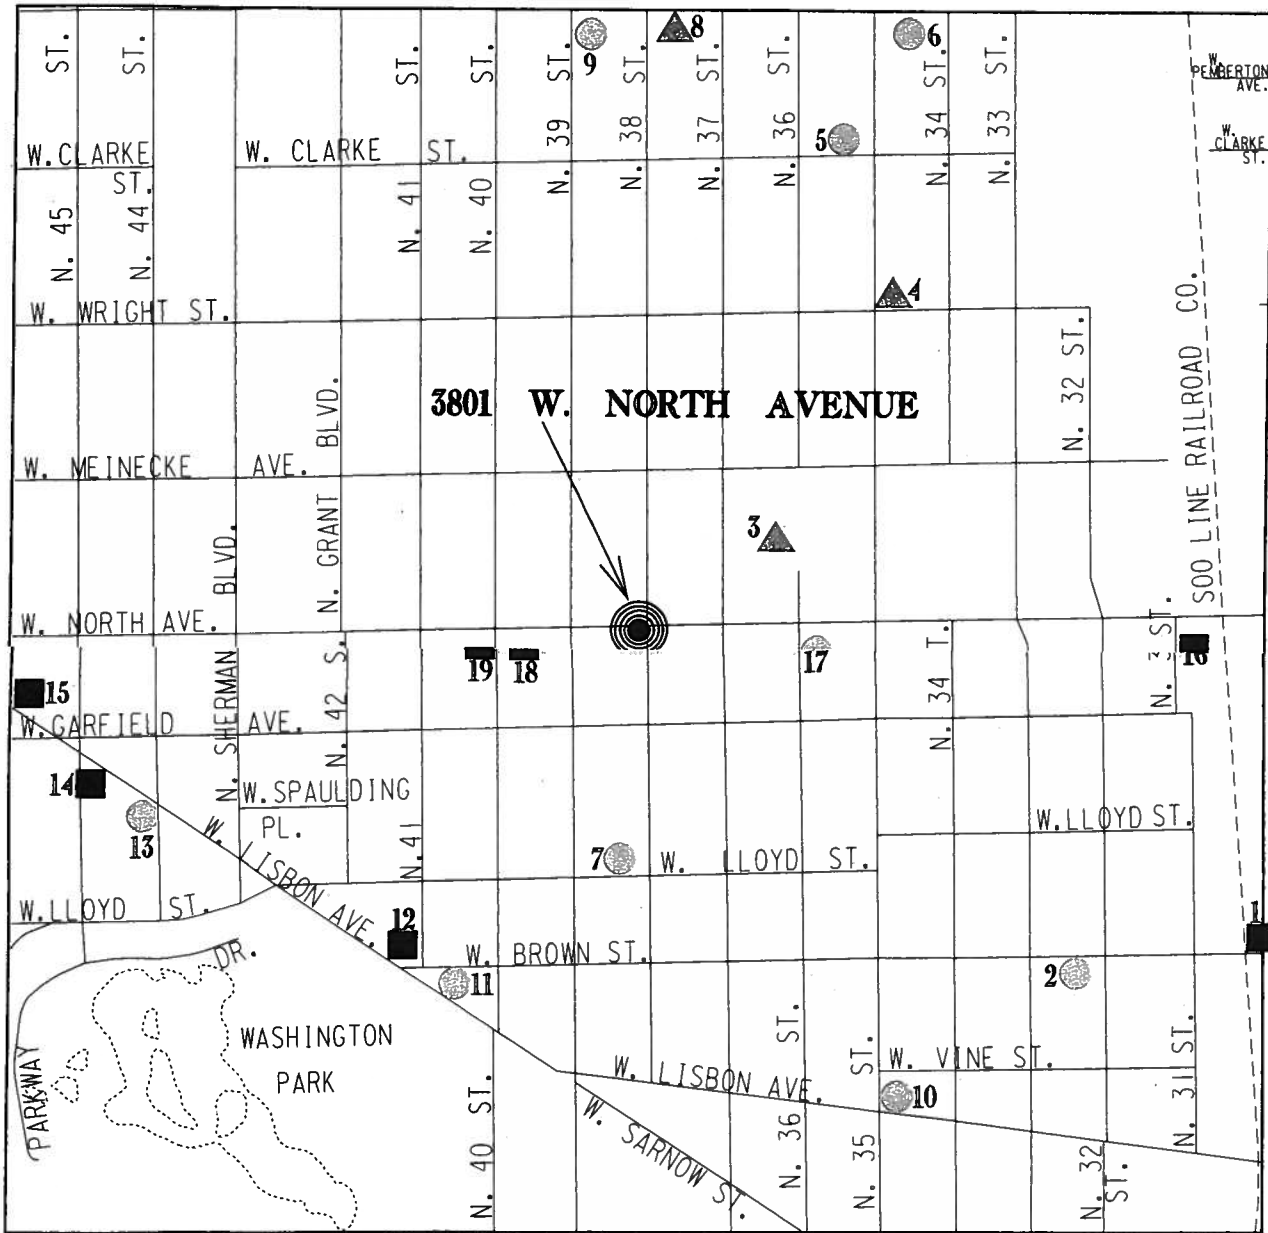 N. 45 ST.
N. 44 ST.
N. 41 ST.
N. 40 ST.
N. 39 ST.
9
N. 38 ST.
8
N. 37 ST.
N. 36 ST.
6
N. 34 ST.
N. 33 ST.
W. PEMBERTON AVE.
W. CLARKE ST.
W. CLARKE ST.
5
W. CLARKE ST.
W. WRIGHT ST.
4
N. 32 ST.
SOO LINE RAILROAD CO.
3801 W. NORTH AVENUE
W. MEINECKE AVE.
N. GRANT BLVD.
3
W. NORTH AVE.
N. SHERMAN BLVD.
N. 42 S.
19
18
17
N. 34 T.
ST.
16
15
W. GARFIELD AVE.
14
13
W. SPAULDING PL.
N. 41
W. LISBON AVE.
7
W. LLOYD ST.
W. LLOYD ST.
W. LLOYD ST.
12
W. BROWN ST.
1
11
2
DR.
WASHINGTON
PARK
PARKWAY
W. LISBON AVE.
W. VINE ST.
10
W. SARNOW ST.
N. 40 ST.
N. 36 ST.
N. 35 ST.
N. 32 ST.
N. 31 ST.